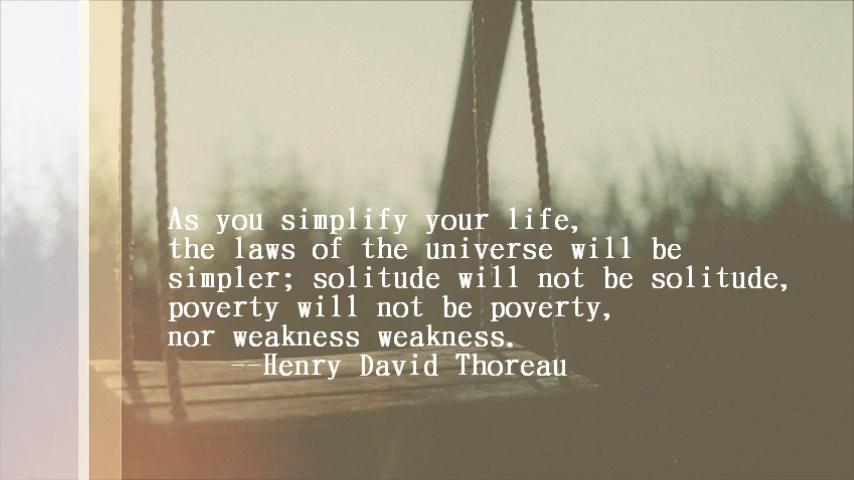 As you simplify your life,
the laws of the universe will be
simpler; solitude will not be solitude,
poverty will not be poverty,
nor weakness weakness.
--Henry David Thoreau